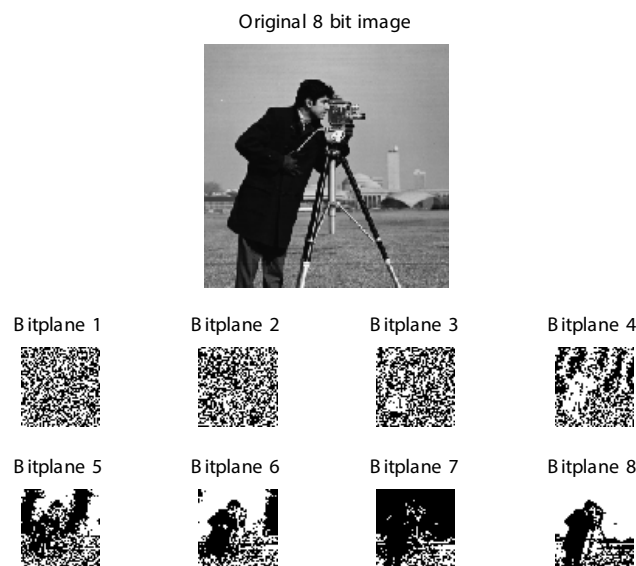 Original 8 bit image
Bitplane 1 Bitplane 2 Bitplane 3 Bitplane 4
Bitplane 5 Bitplane 6 Bitplane 7 Bitplane 8